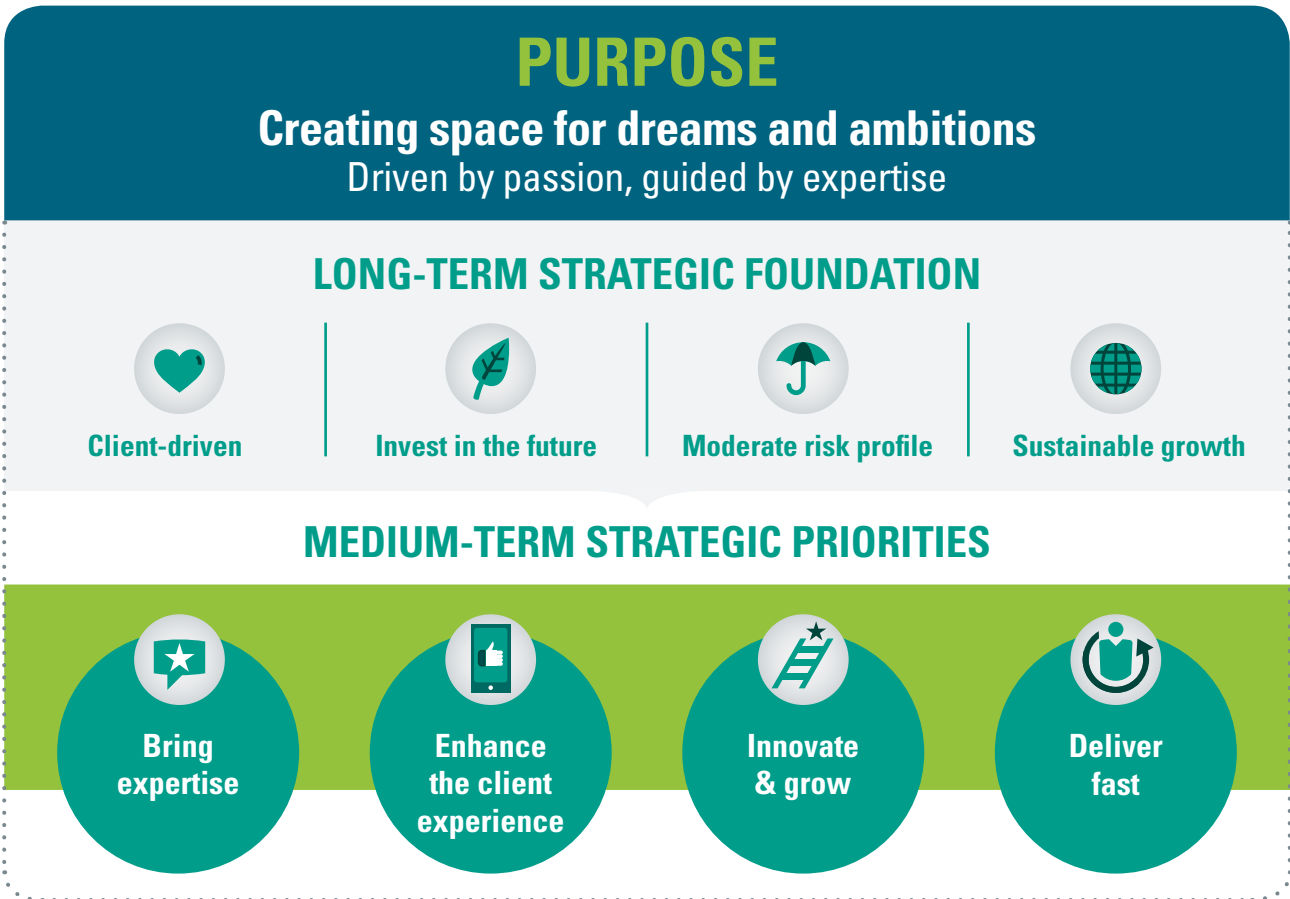 PURPOSE
Creating space for dreams and ambitions
Driven by passion, guided by expertise
LONG-TERM STRATEGIC FOUNDATION
Client-driven
Invest in the future
Moderate risk profile
Sustainable growth
MEDIUM-TERM STRATEGIC PRIORITIES
Bring
expertise
Enhance
the client
experience
Innovate
& grow
Deliver
fast